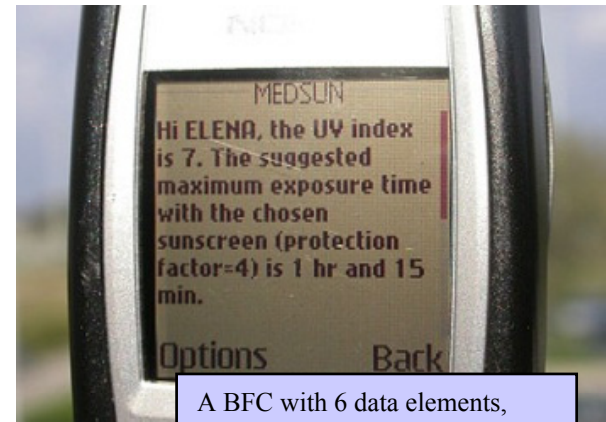 MEDSUN
Hi ELENA, the UV index
is 7. The suggested
maximum exposure time
with the chosen
sunscreen (protection
factor=4) is 1 hr and 15
min.
Options Back
A BFC with 6 data elements,